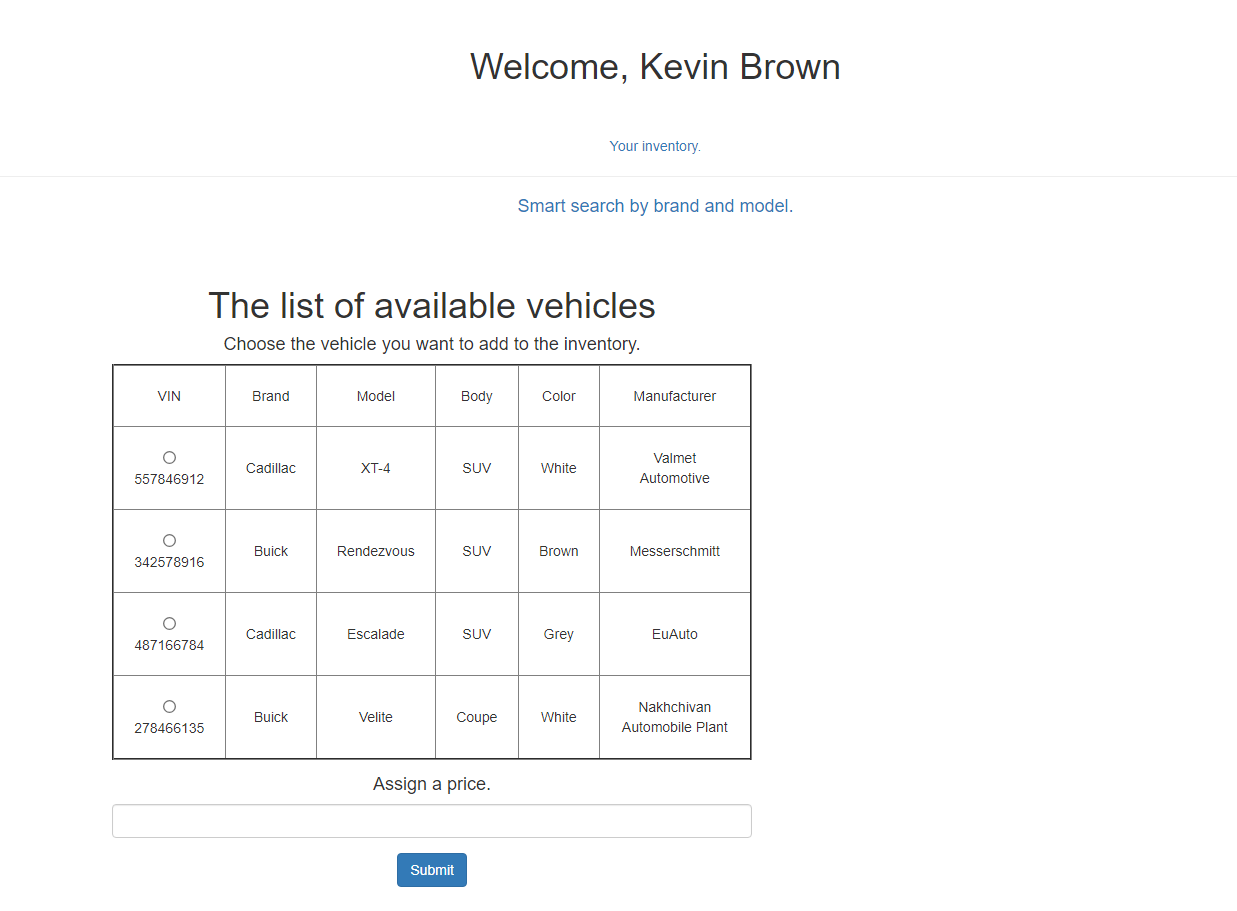 Welcome, Kevin Brown
Your inventory.
Smart search by brand and model.
The list of available vehicles
Choose the vehicle you want to add to the inventory.
VIN Brand Model Body Color Manufacturer
557846912 Cadillac XT-4 SUV White Valmet Automotive
342578916 Buick Rendezvous SUV Brown Messerschmitt
487166784 Cadillac Escalade SUV Grey EuAuto
278466135 Buick Velite Coupe White Nakhchivan Automobile Plant
Assign a price.
Submit